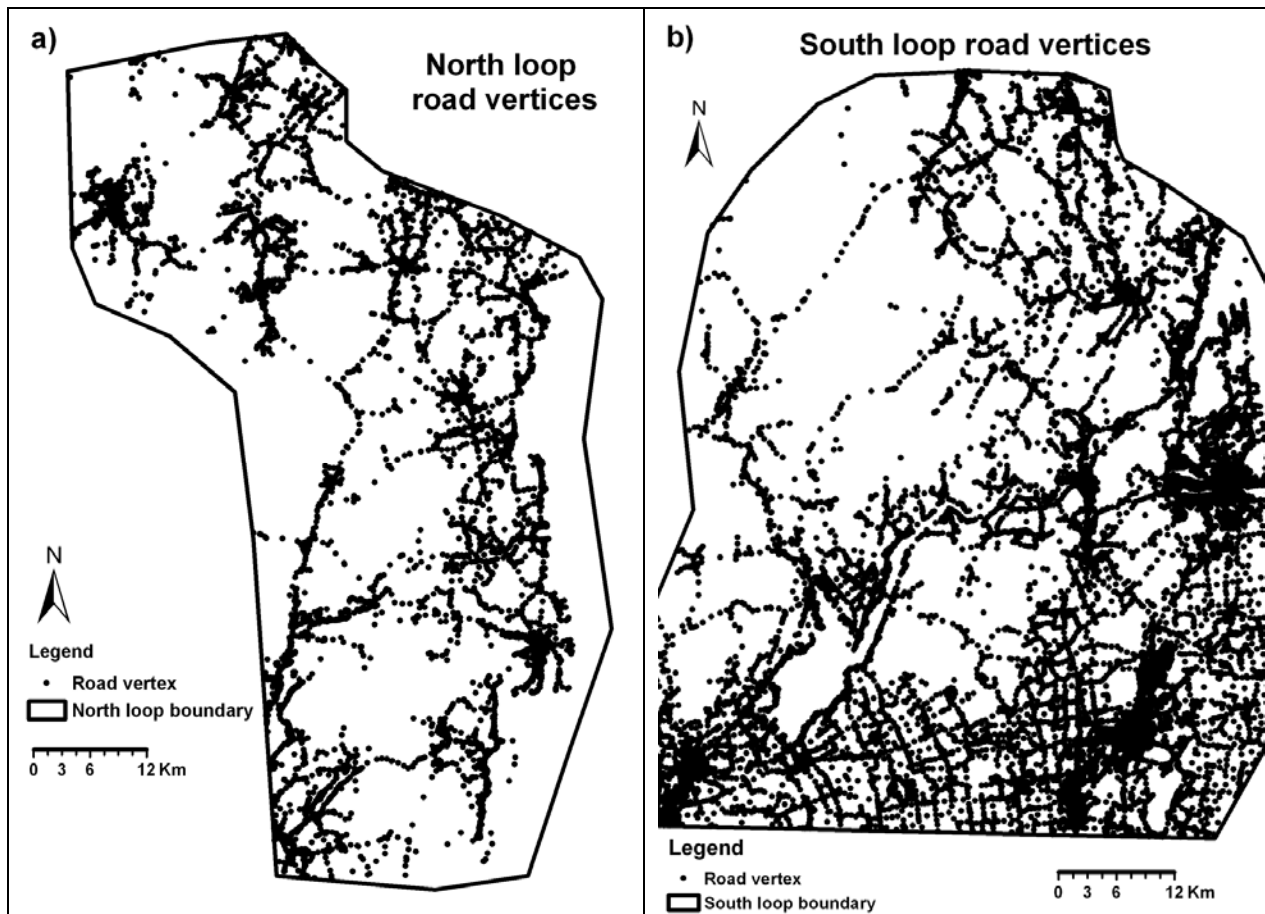 a)
North loop
road vertices
N
Legend
Road vertex
North loop boundary
0 3 6 12 Km
b)
South loop road vertices
N
Legend
Road vertex
South loop boundary
0 3 6 12 Km